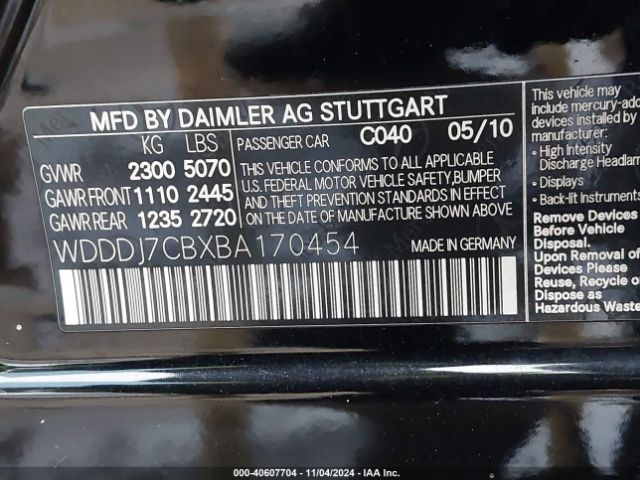 MFD BY DAIMLER AG STUTTGART
KG LBS PASSENGER CAR C040 05/10
GVWR 2300 5070
GAWR FRONT 1110 2445
GAWR REAR 1235 2720
THIS VEHICLE CONFORMS TO ALL APPLICABLE
U.S. FEDERAL MOTOR VEHICLE SAFETY, BUMPER
AND THEFT PREVENTION STANDARDS IN EFFECT
ON THE DATE OF MANUFACTURE SHOWN ABOVE
WDDDJ7CBXBA170454 MADE IN GERMANY
This vehicle may
include mercury-add
devices installed by
manufacturer:
• High Intensity
Discharge Headlam
• Displays
• Back-lit Instruments
Remove Devices
Before Vehicle
Disposal.
Upon Removal of
Devices Please
Reuse, Recycle or
Dispose as
Hazardous Waste
000-40607704 - 11/04/2024 - IAA Inc.